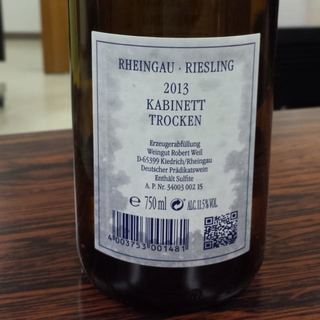 RHEINGAU · RIESLING
2013
KABINETT
TROCKEN
Erzeugerabfüllung
Weingut Robert Weil
D-65399 Kiedrich/Rheingau
Deutscher Prädikatswein
Enthält Sulfite
A. P. Nr. 34003 002 15
e 750 ml ALC. 11.5% VOL.
4 003753 001481